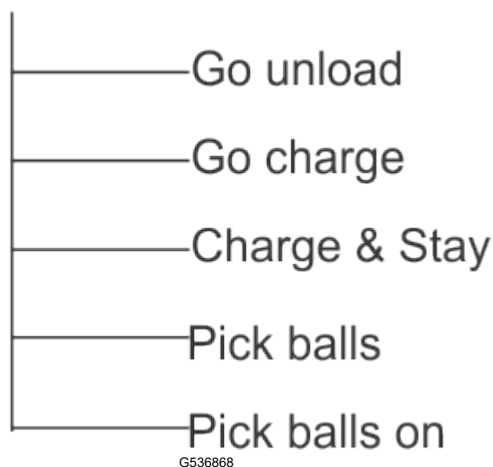 Go unload
Go charge
Charge & Stay
Pick balls
Pick balls on
G536868